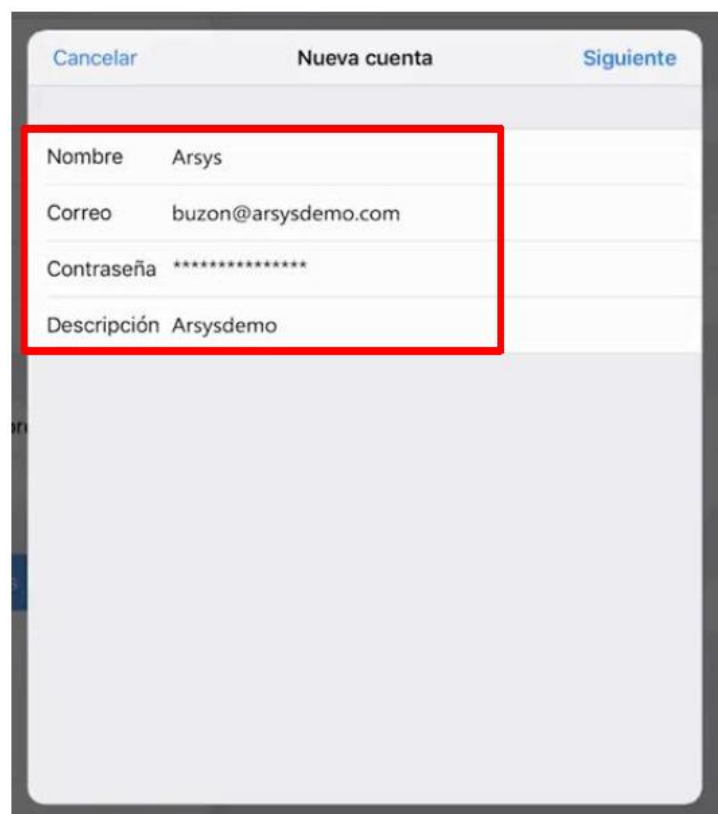 Cancelar Nueva cuenta Siguiente
Nombre Arsys
Correo buzon@arsysdemo.com
Contraseña ***************
Descripción Arsysdemo